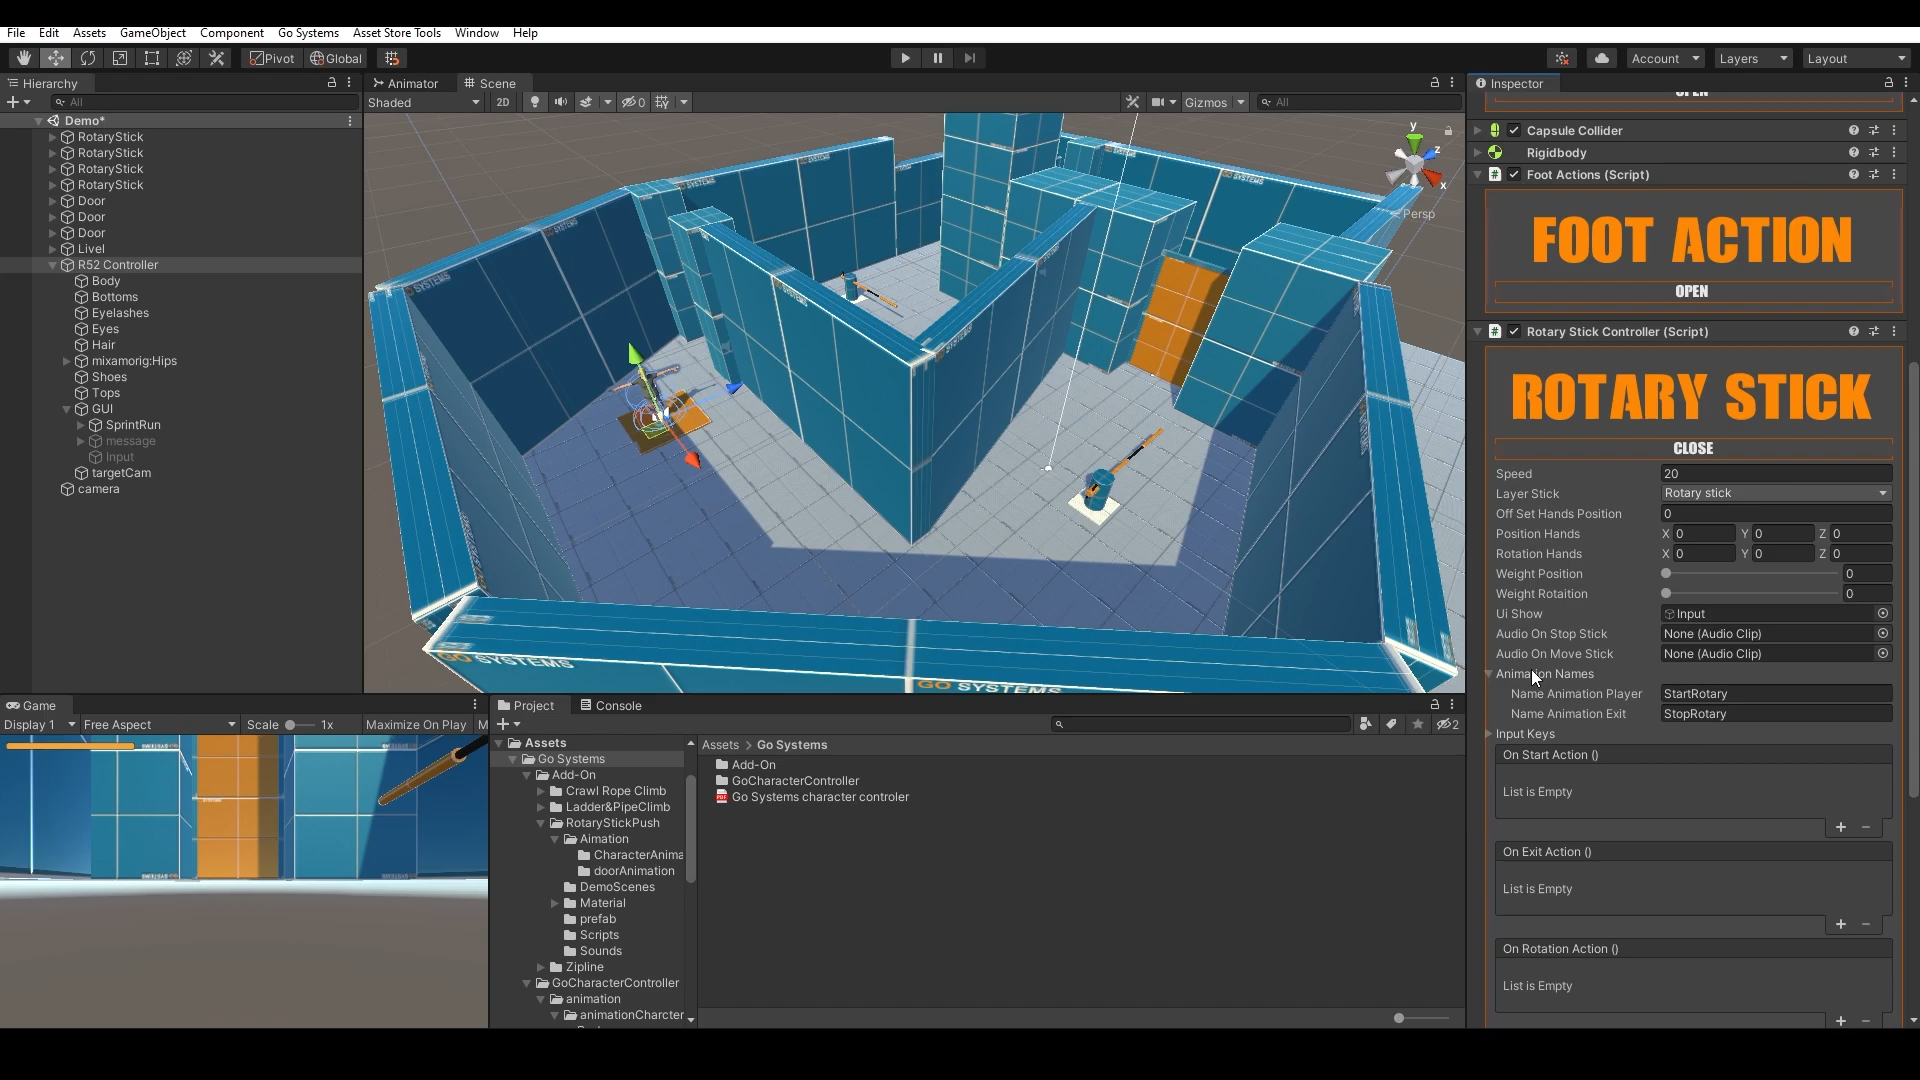 File Edit Assets GameObject Component Go Systems Asset Store Tools Window Help
Pivot Global Account Layers Layout
Hierarchy
All
Demo*
RotaryStick
RotaryStick
RotaryStick
RotaryStick
Door
Door
Door
Livel
R52 Controller
Body
Bottoms
Eyelashes
Eyes
Hair
mixamorig:Hips
Shoes
Tops
GUI
SprintRun
message
Input
targetCam
camera
Animator Scene
Shaded 2D 0 Gizmos All
y
z
x
Persp
GO SYSTEMS
GO SYSTEMS
Game
Display 1 Free Aspect Scale 1x Maximize On Play M
Project Console
2
Assets
Go Systems
Add-On
Crawl Rope Climb
Ladder&PipeClimb
RotaryStickPush
Aimation
CharacterAnima
doorAnimation
DemoScenes
Material
prefab
Scripts
Sounds
Zipline
GoCharacterController
animation
animationCharcter
Assets > Go Systems
Add-On
GoCharacterController
Go Systems character controler
Inspector
OPEN
Capsule Collider
Rigidbody
Foot Actions (Script)
FOOT ACTION
OPEN
Rotary Stick Controller (Script)
ROTARY STICK
CLOSE
Speed 20
Layer Stick Rotary stick
Off Set Hands Position 0
Position Hands X 0 Y 0 Z 0
Rotation Hands X 0 Y 0 Z 0
Weight Position 0
Weight Rotaition 0
Ui Show Input
Audio On Stop Stick None (Audio Clip)
Audio On Move Stick None (Audio Clip)
Animation Names
Name Animation Player StartRotary
Name Animation Exit StopRotary
Input Keys
On Start Action ()
List is Empty
+ −
On Exit Action ()
List is Empty
+ −
On Rotation Action ()
List is Empty
+ −